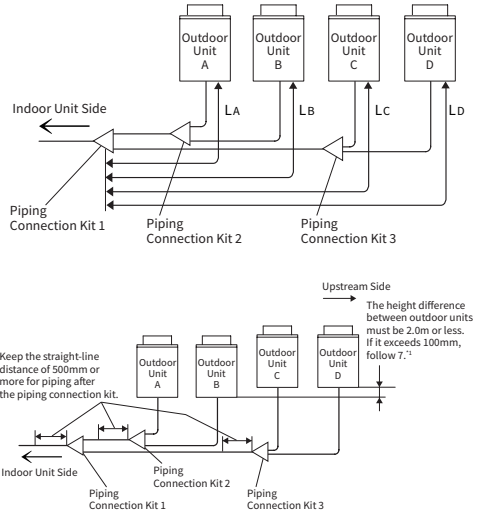 Outdoor
Unit
A
Outdoor
Unit
B
Outdoor
Unit
C
Outdoor
Unit
D
LA
LB
LC
LD
Indoor Unit Side
Piping
Connection Kit 1
Piping
Connection Kit 2
Piping
Connection Kit 3
Upstream Side
The height difference
between outdoor units
must be 2.0m or less.
If it exceeds 100mm,
follow 7.*1
Keep the straight-line
distance of 500mm or
more for piping after
the piping connection kit.
Outdoor
Unit
A
Outdoor
Unit
B
Outdoor
Unit
C
Outdoor
Unit
D
Indoor Unit Side
Piping
Connection Kit 1
Piping
Connection Kit 2
Piping
Connection Kit 3